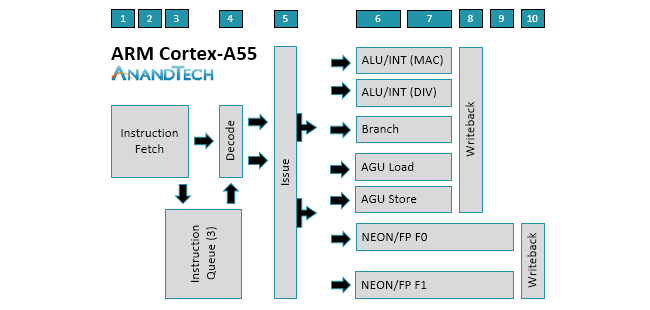 1 2 3 4 5 6 7 8 9 10
ARM Cortex-A55
ANANDTECH
Instruction
Fetch
Decode
Instruction
Queue (3)
Issue
ALU/INT (MAC)
ALU/INT (DIV)
Branch
AGU Load
AGU Store
Writeback
NEON/FP F0
NEON/FP F1
Writeback